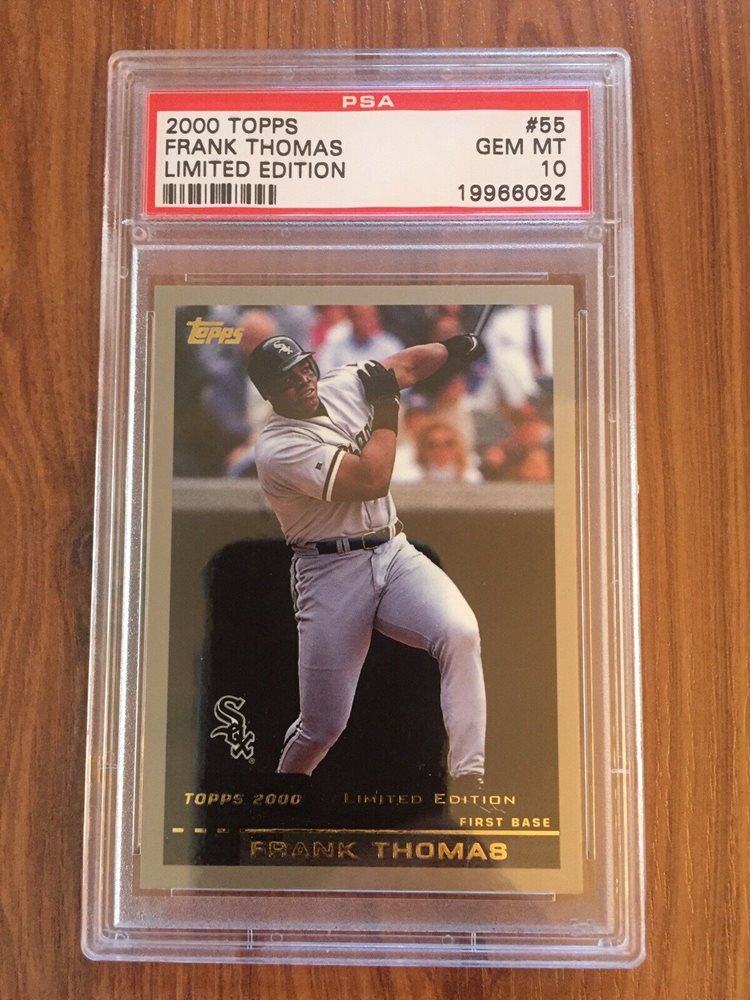 PSA
2000 TOPPS #55
FRANK THOMAS GEM MT
LIMITED EDITION 10
19966092
Topps
Sox
TOPPS 2000 LIMITED EDITION
FIRST BASE
FRANK THOMAS